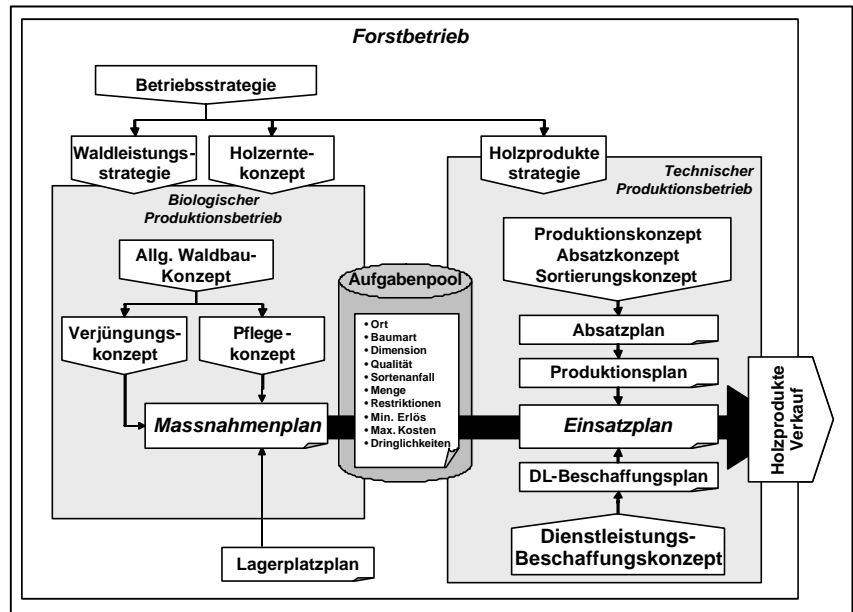 Forstbetrieb
Betriebsstrategie
Waldleistungs-
strategie
Holzernte-
konzept
Holzprodukte
strategie
Biologischer
Produktionsbetrieb
Technischer
Produktionsbetrieb
Allg. Waldbau-
Konzept
Verjüngungs-
konzept
Pflege-
konzept
Massnahmenplan
Lagerplatzplan
Aufgabenpool
• Ort
• Baumart
• Dimension
• Qualität
• Sortenanfall
• Menge
• Restriktionen
• Min. Erlös
• Max. Kosten
• Dringlichkeiten
Produktionskonzept
Absatzkonzept
Sortierungskonzept
Absatzplan
Produktionsplan
Einsatzplan
DL-Beschaffungsplan
Dienstleistungs-
Beschaffungskonzept
Holzprodukte
Verkauf